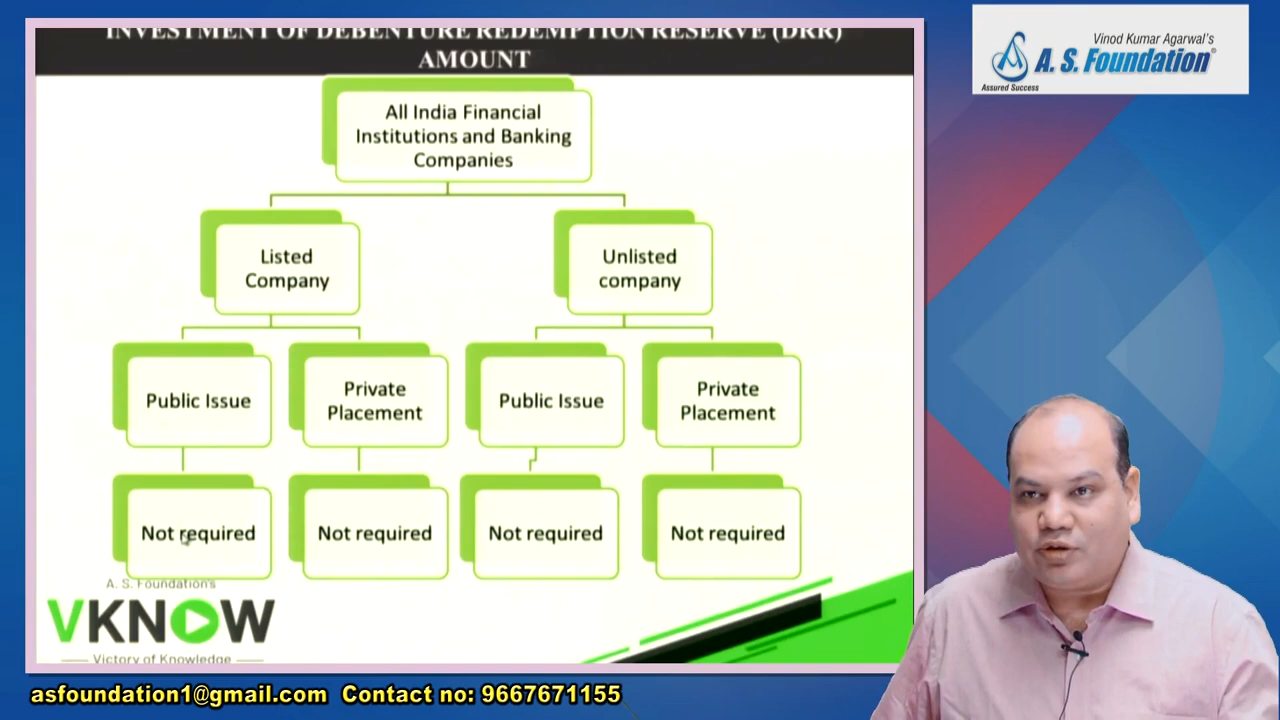 INVESTMENT OF DEBENTURE REDEMPTION RESERVE (DRR)
AMOUNT
Vinod Kumar Agarwal's
A. S. Foundation®
Assured Success
All India Financial
Institutions and Banking
Companies
Listed
Company
Unlisted
company
Public Issue
Private
Placement
Public Issue
Private
Placement
Not required
Not required
Not required
Not required
A. S. Foundation's
VKNOW
Victory of Knowledge
asfoundation1@gmail.com Contact no: 9667671155